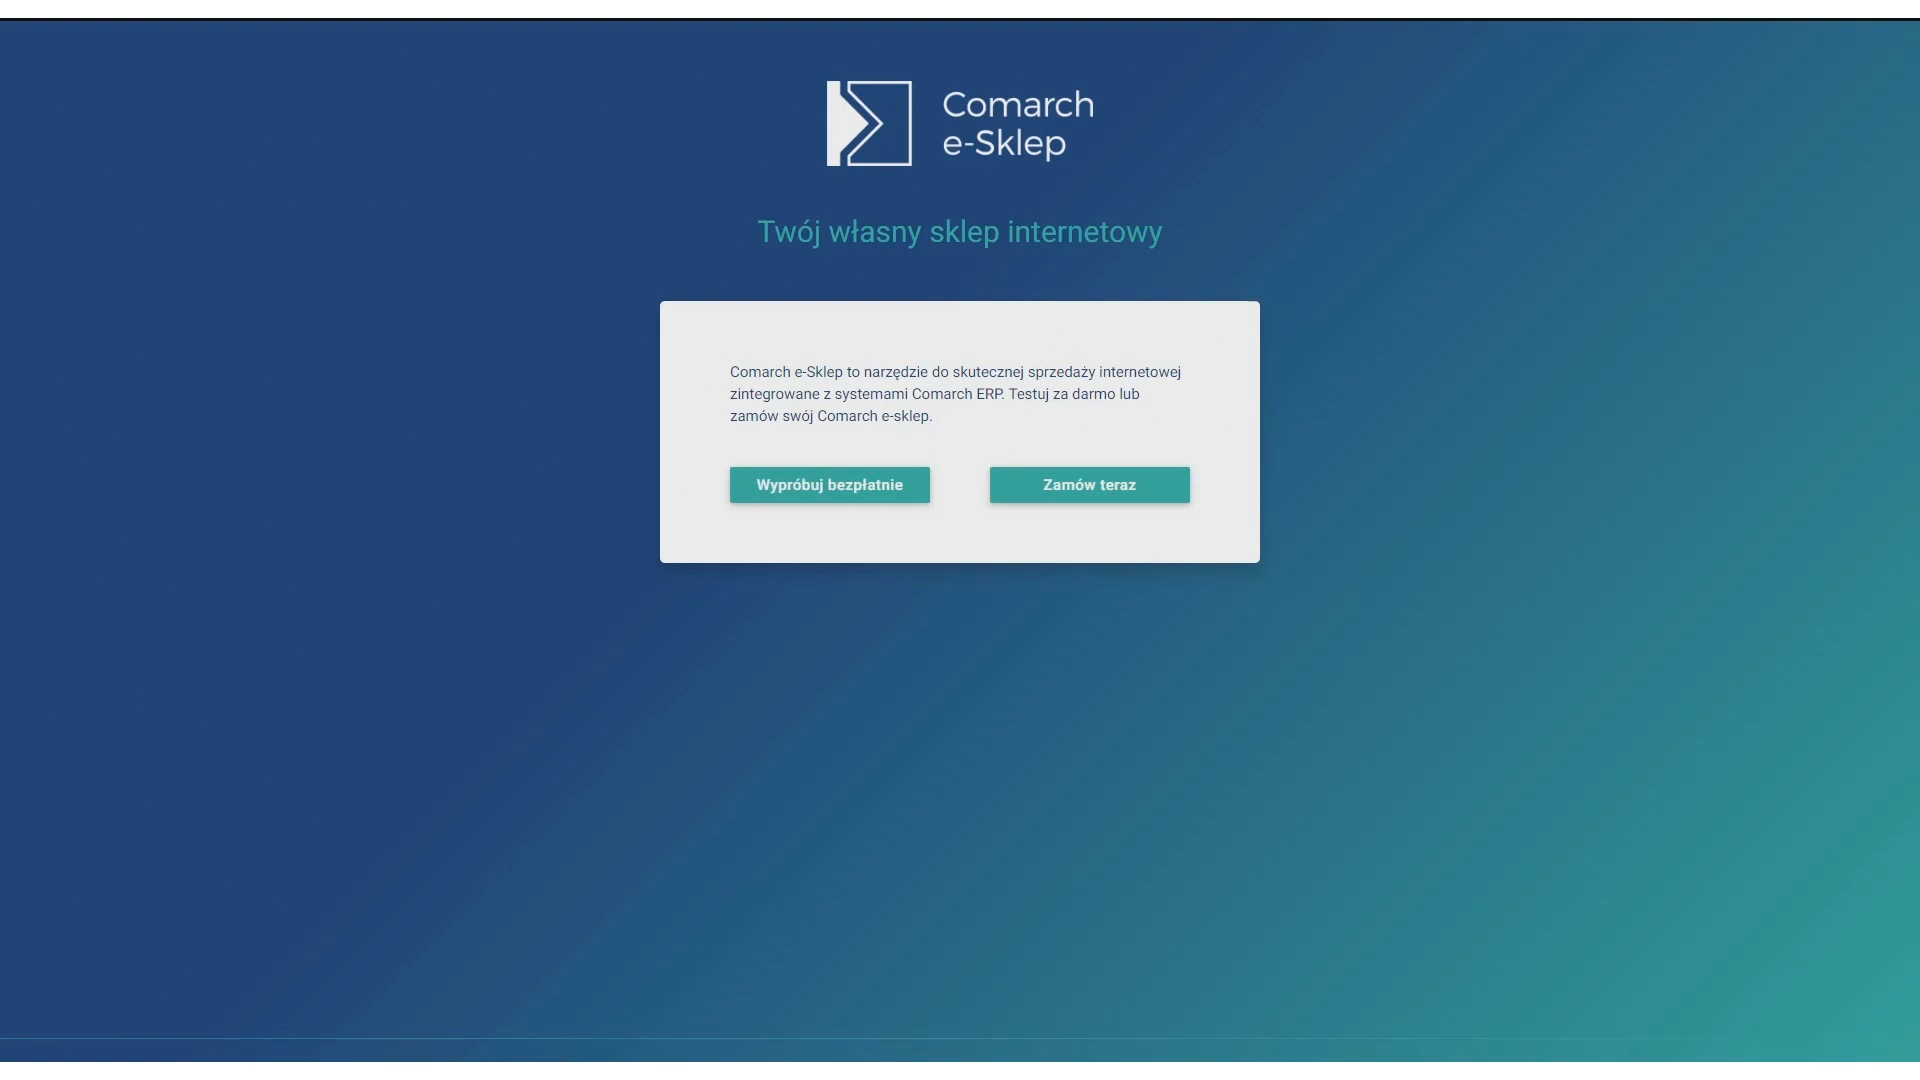 Comarch
e-Sklep
Twój własny sklep internetowy
Comarch e-Sklep to narzędzie do skutecznej sprzedaży internetowej
zintegrowane z systemami Comarch ERP. Testuj za darmo lub
zamów swój Comarch e-sklep.
Wypróbuj bezpłatnie
Zamów teraz